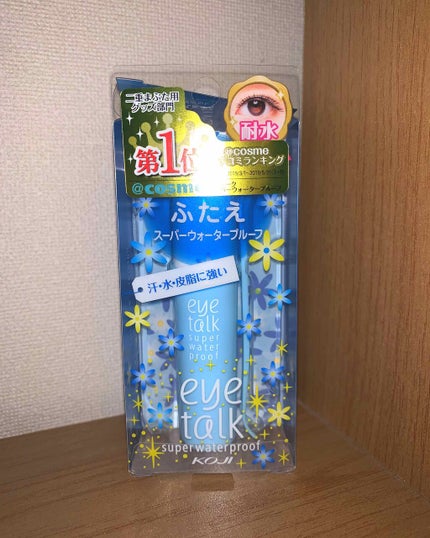 二重まぶた用
グッズ部門
第1位
@cosme
耐水
@cosme
クチコミランキング
ふたえ
スーパーウォータープルーフ
汗・水・皮脂に強い
eye
talk
super
water
proof
eye
talk
super waterproof
KOJI